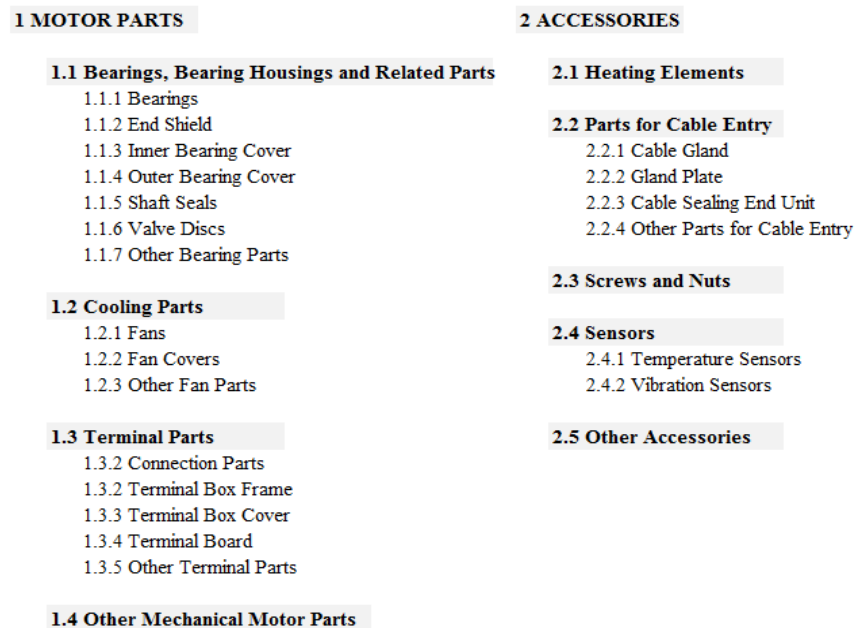 1 MOTOR PARTS
1.1 Bearings, Bearing Housings and Related Parts
1.1.1 Bearings
1.1.2 End Shield
1.1.3 Inner Bearing Cover
1.1.4 Outer Bearing Cover
1.1.5 Shaft Seals
1.1.6 Valve Discs
1.1.7 Other Bearing Parts
1.2 Cooling Parts
1.2.1 Fans
1.2.2 Fan Covers
1.2.3 Other Fan Parts
1.3 Terminal Parts
1.3.2 Connection Parts
1.3.2 Terminal Box Frame
1.3.3 Terminal Box Cover
1.3.4 Terminal Board
1.3.5 Other Terminal Parts
1.4 Other Mechanical Motor Parts
2 ACCESSORIES
2.1 Heating Elements
2.2 Parts for Cable Entry
2.2.1 Cable Gland
2.2.2 Gland Plate
2.2.3 Cable Sealing End Unit
2.2.4 Other Parts for Cable Entry
2.3 Screws and Nuts
2.4 Sensors
2.4.1 Temperature Sensors
2.4.2 Vibration Sensors
2.5 Other Accessories